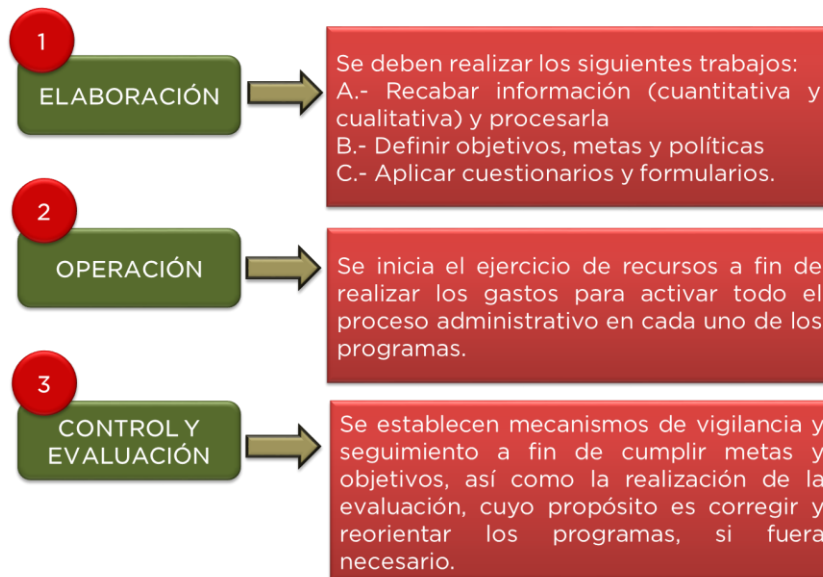 1
ELABORACIÓN
Se deben realizar los siguientes trabajos:
A.- Recabar información (cuantitativa y
cualitativa) y procesarla
B.- Definir objetivos, metas y políticas
C.- Aplicar cuestionarios y formularios.
2
OPERACIÓN
Se inicia el ejercicio de recursos a fin de
realizar los gastos para activar todo el
proceso administrativo en cada uno de los
programas.
3
CONTROL Y
EVALUACIÓN
Se establecen mecanismos de vigilancia y
seguimiento a fin de cumplir metas y
objetivos, así como la realización de la
evaluación, cuyo propósito es corregir y
reorientar los programas, si fuera
necesario.